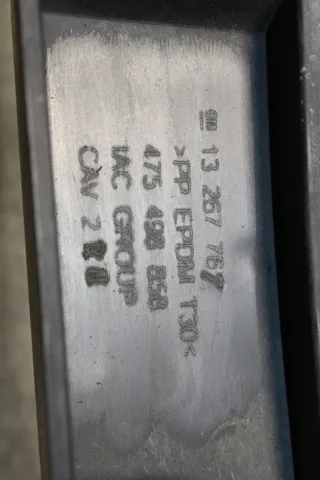 GM 13 267 767
>PP EPDM T30<
475 498 858
IAC GROUP
CAV 2